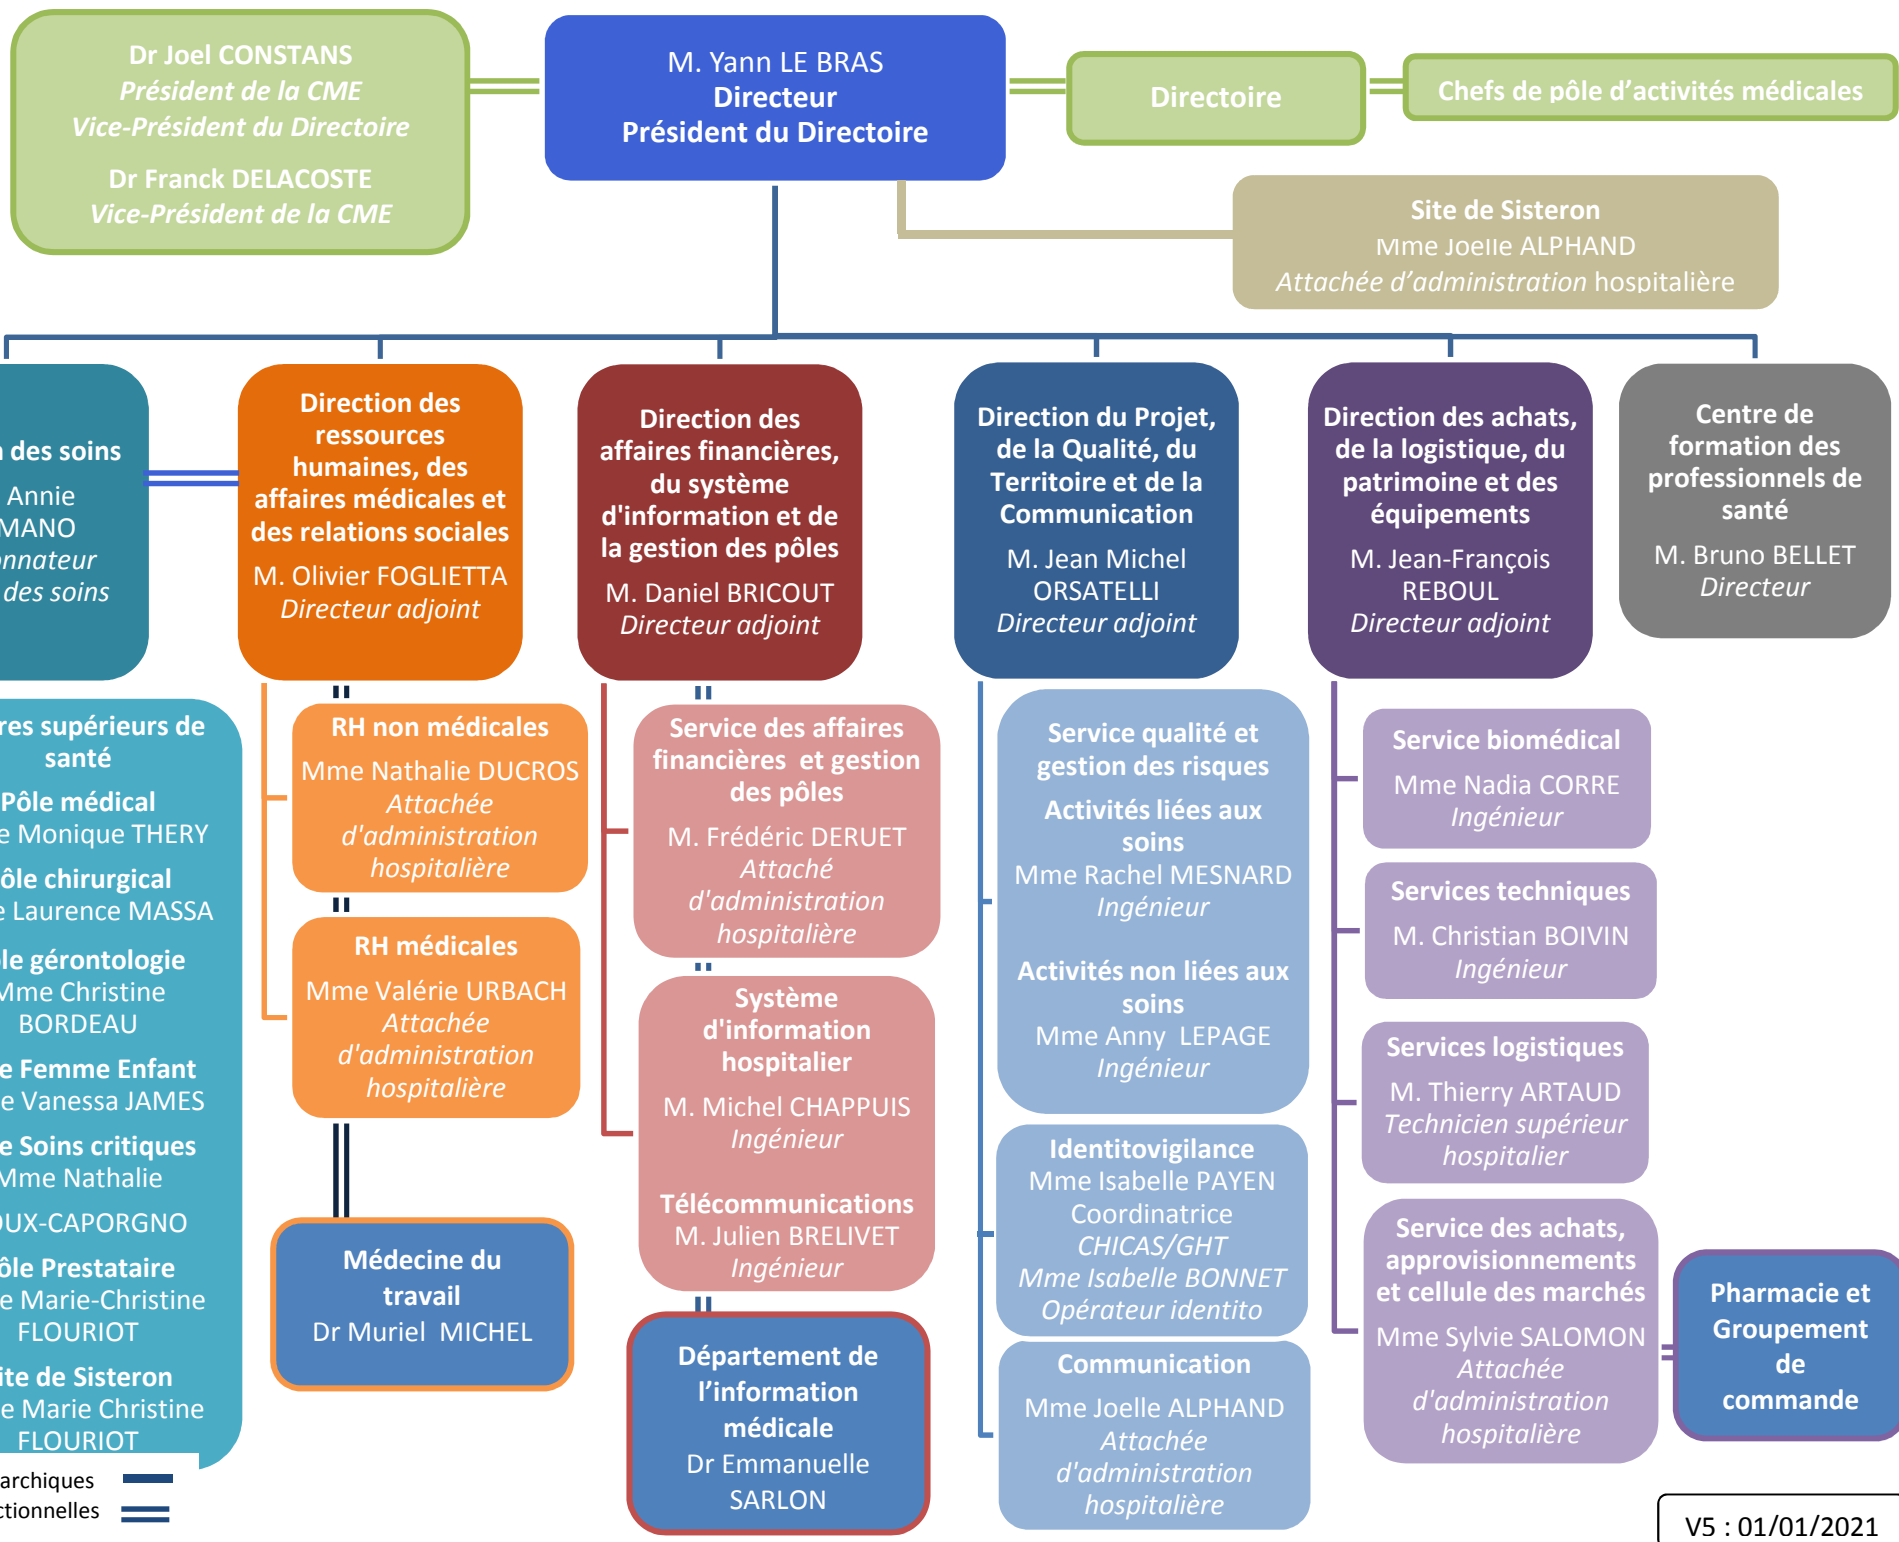 Dr Joel CONSTANS
Président de la CME
Vice-Président du Directoire
Dr Franck DELACOSTE
Vice-Président de la CME
M. Yann LE BRAS
Directeur
Président du Directoire
Directoire
Chefs de pôle d’activités médicales
Site de Sisteron
Mme Joelle ALPHAND
Attachée d’administration hospitalière
des soins
Annie
des soins
Direction des
ressources
humaines, des
affaires médicales et
des relations sociales
M. Olivier FOGLIETTA
Directeur adjoint
Direction des
affaires financières,
du système
d'information et de
la gestion des pôles
M. Daniel BRICOUT
Directeur adjoint
Direction du Projet,
de la Qualité, du
Territoire et de la
Communication
M. Jean Michel
ORSATELLI
Directeur adjoint
Direction des achats,
de la logistique, du
patrimoine et des
équipements
M. Jean-François
REBOUL
Directeur adjoint
Centre de
formation des
professionnels de
santé
M. Bruno BELLET
Directeur
supérieurs de
santé
Pôle médical
Monique THERY
chirurgical
Laurence MASSA
gérontologie
Mme Christine
BORDEAU
Femme Enfant
Vanessa JAMES
Soins critiques
Mme Nathalie
Prestataire
Marie-Christine
FLOURIOT
de Sisteron
Marie Christine
FLOURIOT
RH non médicales
Mme Nathalie DUCROS
Attachée
d'administration
hospitalière
RH médicales
Mme Valérie URBACH
Attachée
d'administration
hospitalière
Médecine du
travail
Dr Muriel MICHEL
Service des affaires
financières et gestion
des pôles
M. Frédéric DERUET
Attaché
d'administration
hospitalière
Système
d'information
hospitalier
M. Michel CHAPPUIS
Ingénieur
Télécommunications
M. Julien BRELIVET
Ingénieur
Département de
l’information
médicale
Dr Emmanuelle
SARLON
Service qualité et
gestion des risques
Activités liées aux
soins
Mme Rachel MESNARD
Ingénieur
Activités non liées aux
soins
Mme Anny LEPAGE
Ingénieur
Identitovigilance
Mme Isabelle PAYEN
Coordinatrice
CHICAS/GHT
Mme Isabelle BONNET
Opérateur identito
Communication
Mme Joelle ALPHAND
Attachée
d'administration
hospitalière
Service biomédical
Mme Nadia CORRE
Ingénieur
Services techniques
M. Christian BOIVIN
Ingénieur
Services logistiques
M. Thierry ARTAUD
Technicien supérieur
hospitalier
Service des achats,
approvisionnements
et cellule des marchés
Mme Sylvie SALOMON
Attachée
d'administration
hospitalière
Pharmacie et
Groupement
de
commande
V5 : 01/01/2021